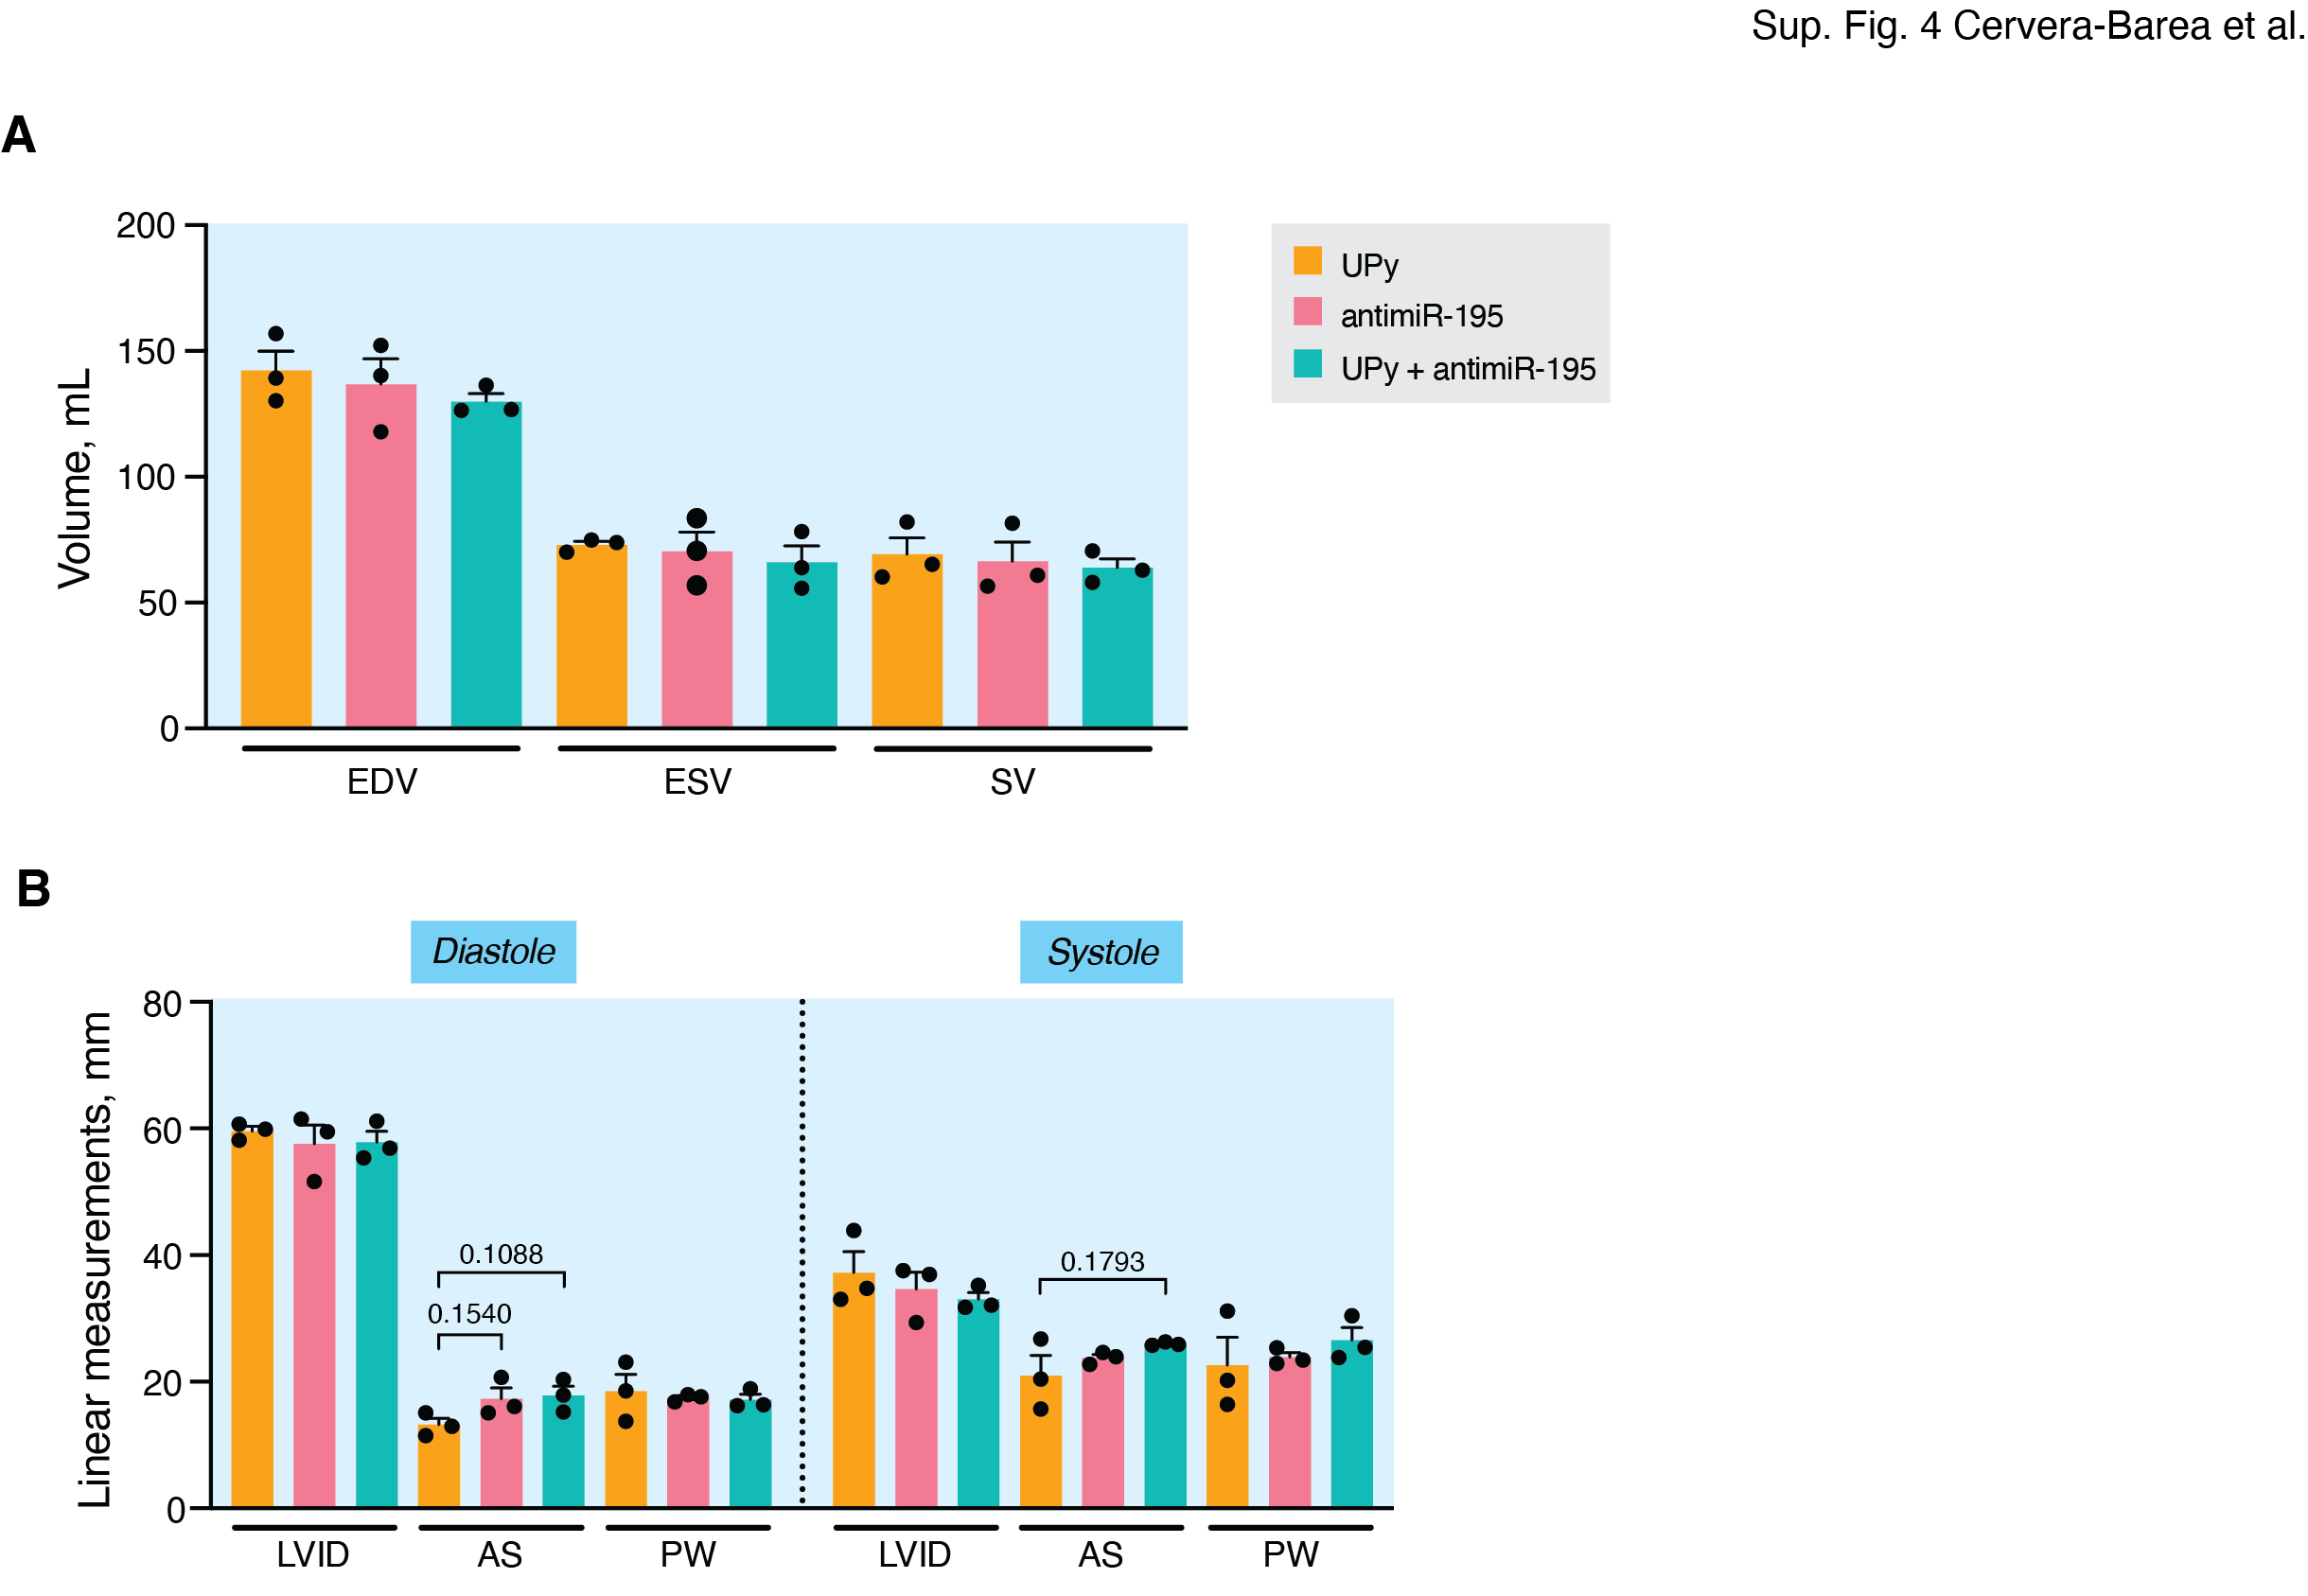 Sup. Fig. 4 Cervera-Barea et al.
A
Volume, mL
200
150
100
50
0
EDV
ESV
SV
UPy
antimiR-195
UPy + antimiR-195
B
Diastole
Systole
Linear measurements, mm
80
60
40
20
0
0.1088
0.1540
0.1793
LVID
AS
PW
LVID
AS
PW